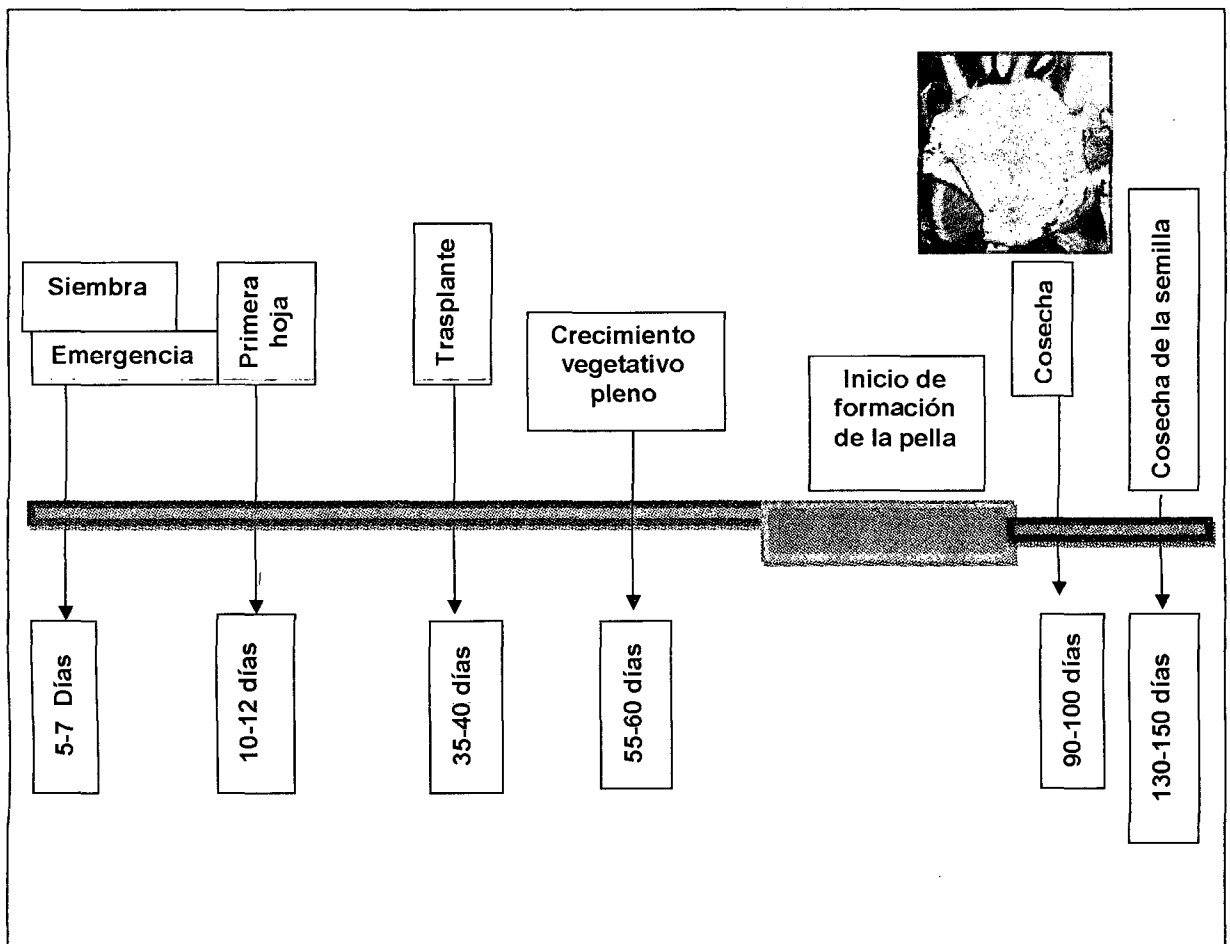 Siembra
Emergencia
Primera
hoja
Trasplante
Crecimiento
vegetativo
pleno
Inicio de
formación
de la pella
Cosecha
Cosecha de la semilla
5-7 Días
10-12 días
35-40 días
55-60 días
90-100 días
130-150 días